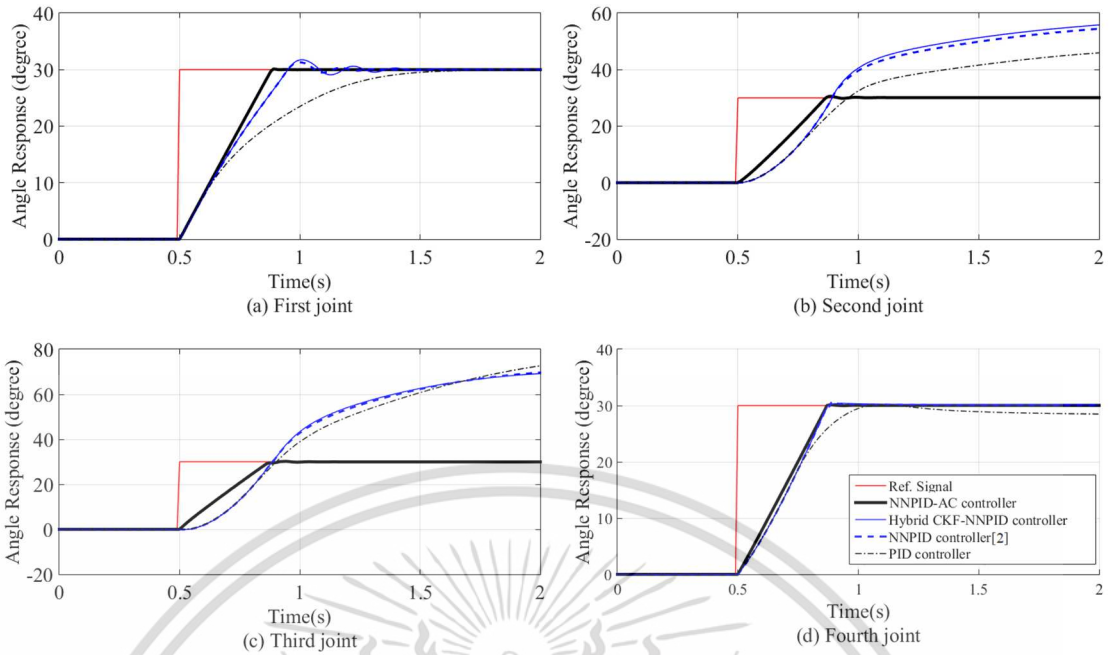 40
30
20
10
0
Angle Response (degree)
0
0.5
1
1.5
2
Time(s)
(a) First joint
60
40
20
0
-20
Angle Response (degree)
0
0.5
1
1.5
2
Time(s)
(b) Second joint
80
60
40
20
0
-20
Angle Response (degree)
0
0.5
1
1.5
2
Time(s)
(c) Third joint
40
30
20
10
0
Angle Response (degree)
Ref. Signal
NNPID-AC controller
Hybrid CKF-NNPID controller
NNPID controller[2]
PID controller
0
0.5
1
1.5
2
Time(s)
(d) Fourth joint